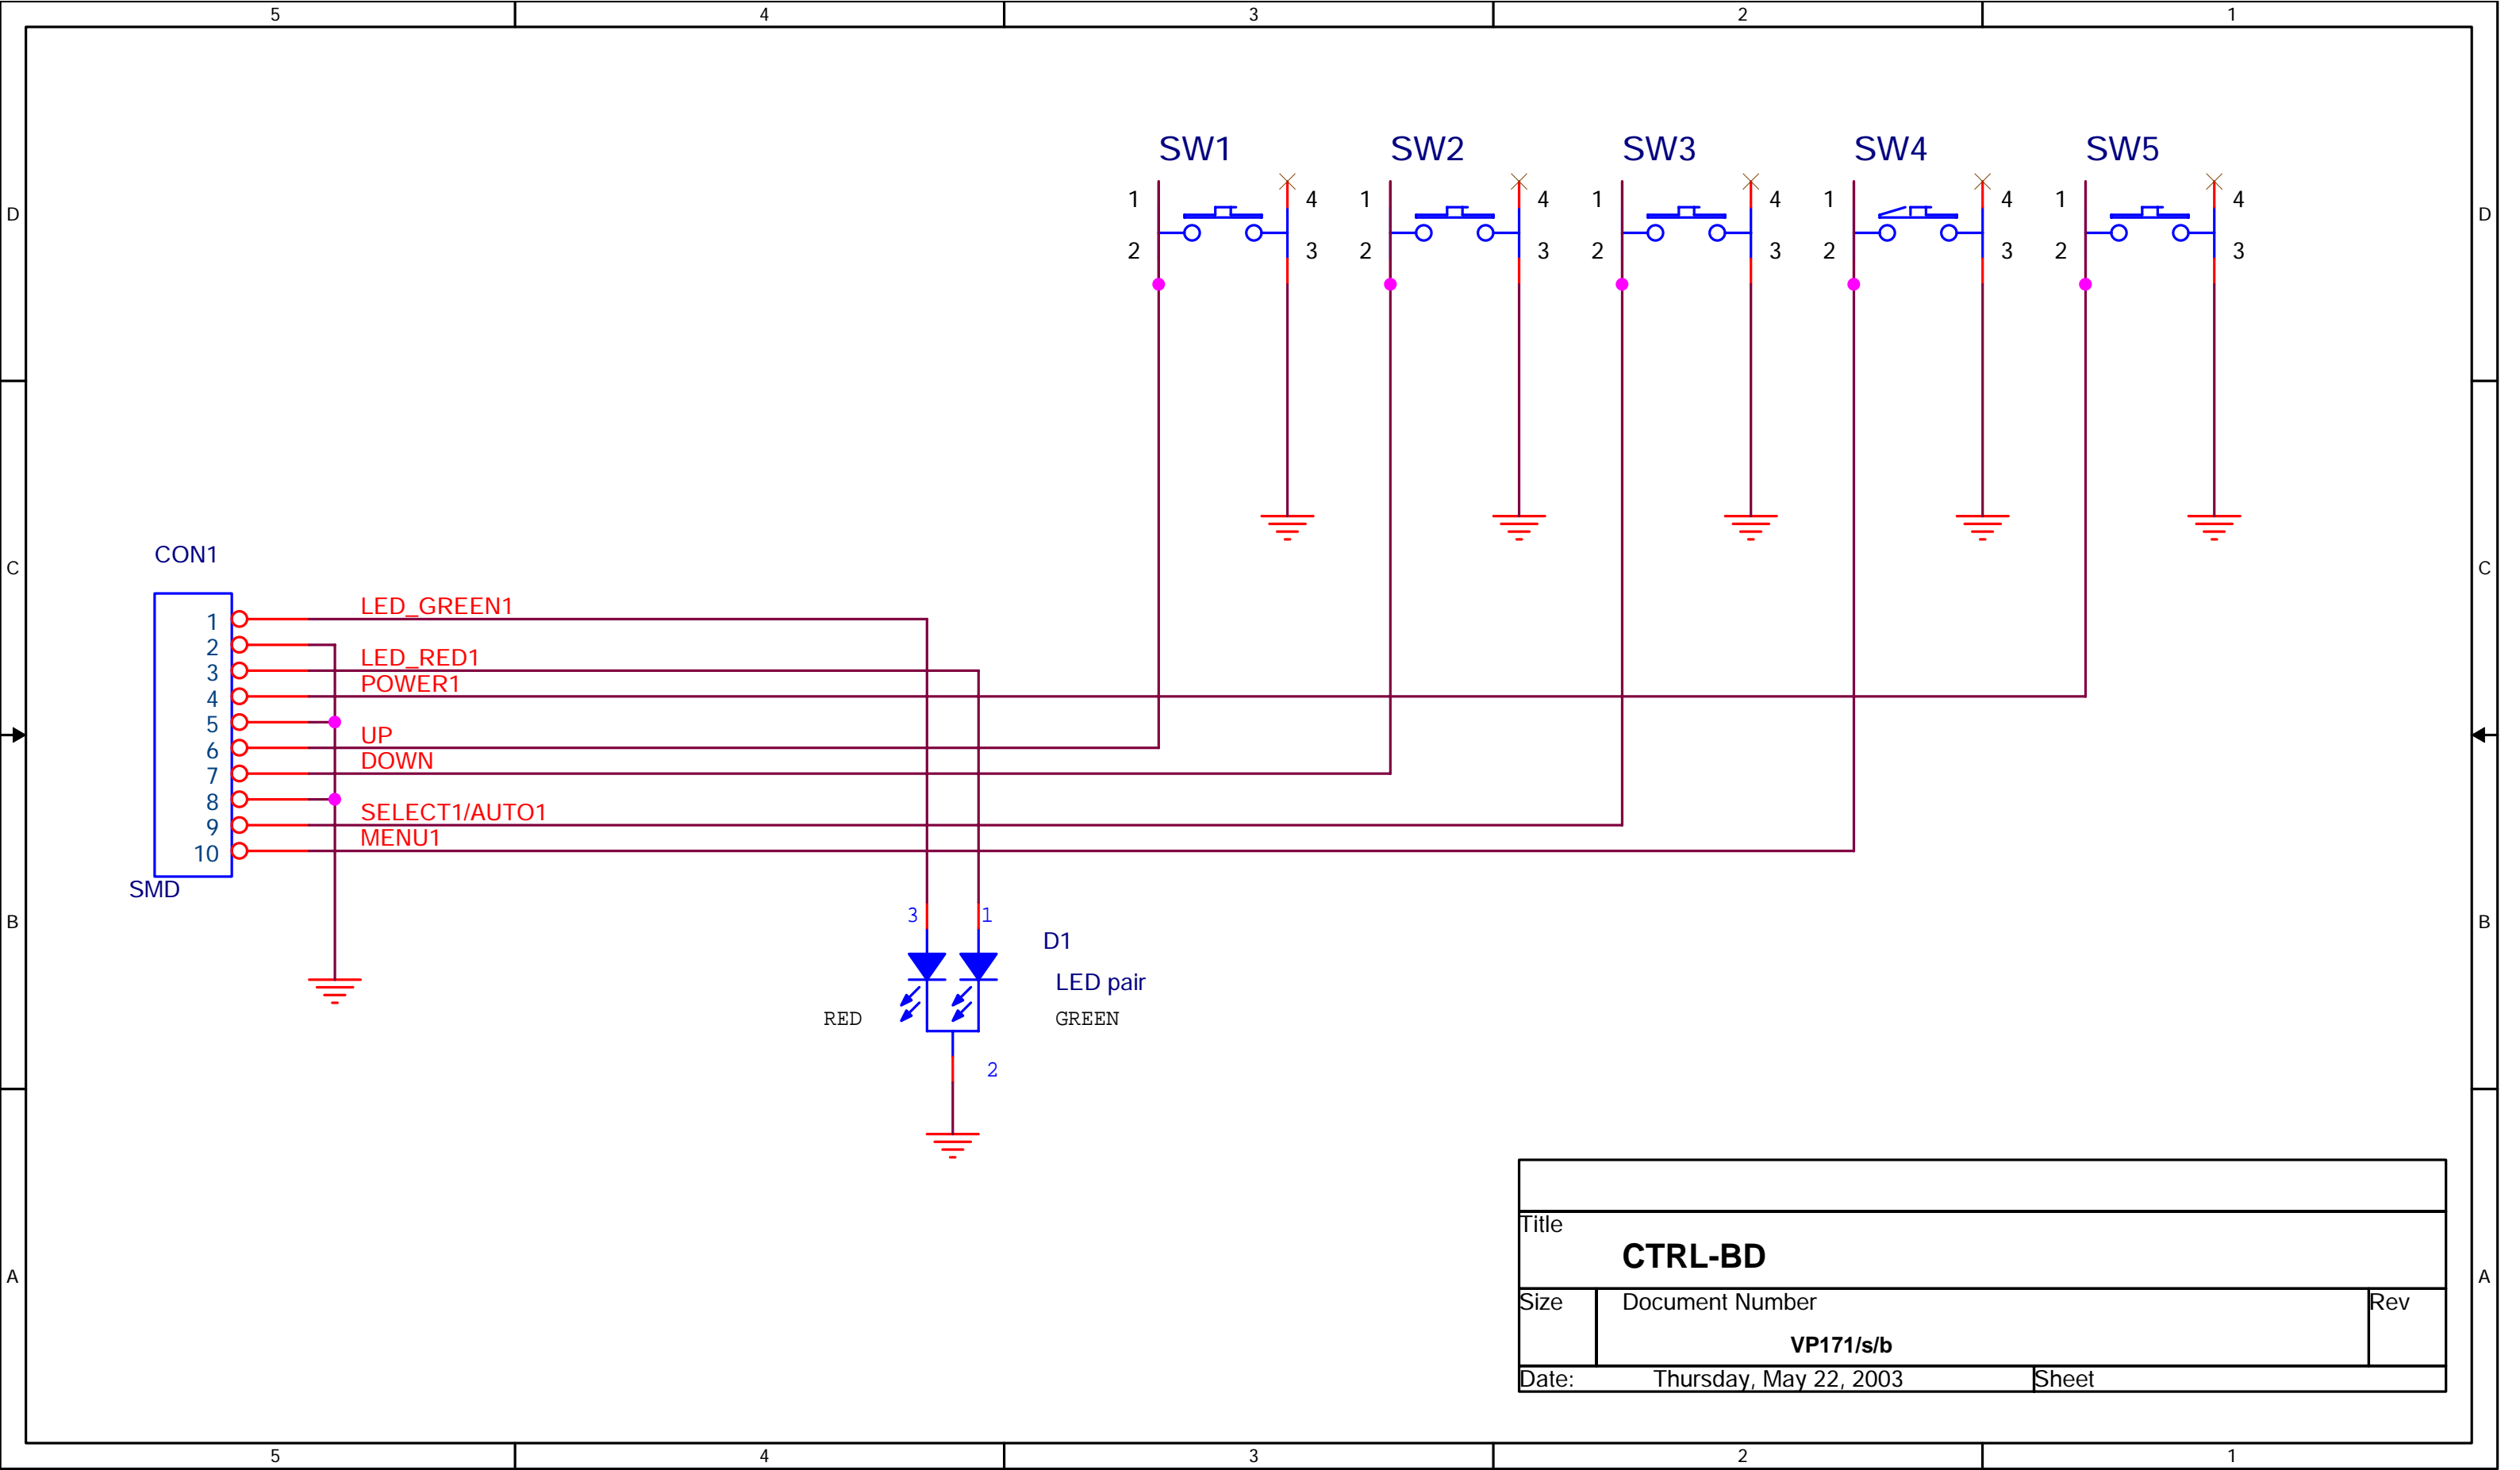 5 4 3 2 1
SW1 SW2 SW3 SW4 SW5
1 4 1 4 1 4 1 4 1 4
D D
2 3 2 3 2 3 2 3 2 3
CON1
C C
1 LED_GREEN1
2
3 LED_RED1
4 POWER1
5
6 UP
7 DOWN
8
9 SELECT1/AUTO1
10 MENU1
SMD
3 1
B B
D1
LED pair
RED GREEN
2
Title
CTRL-BD
A A
Size Document Number Rev
VP171/s/b
Date: Thursday, May 22, 2003 Sheet
5 4 3 2 1